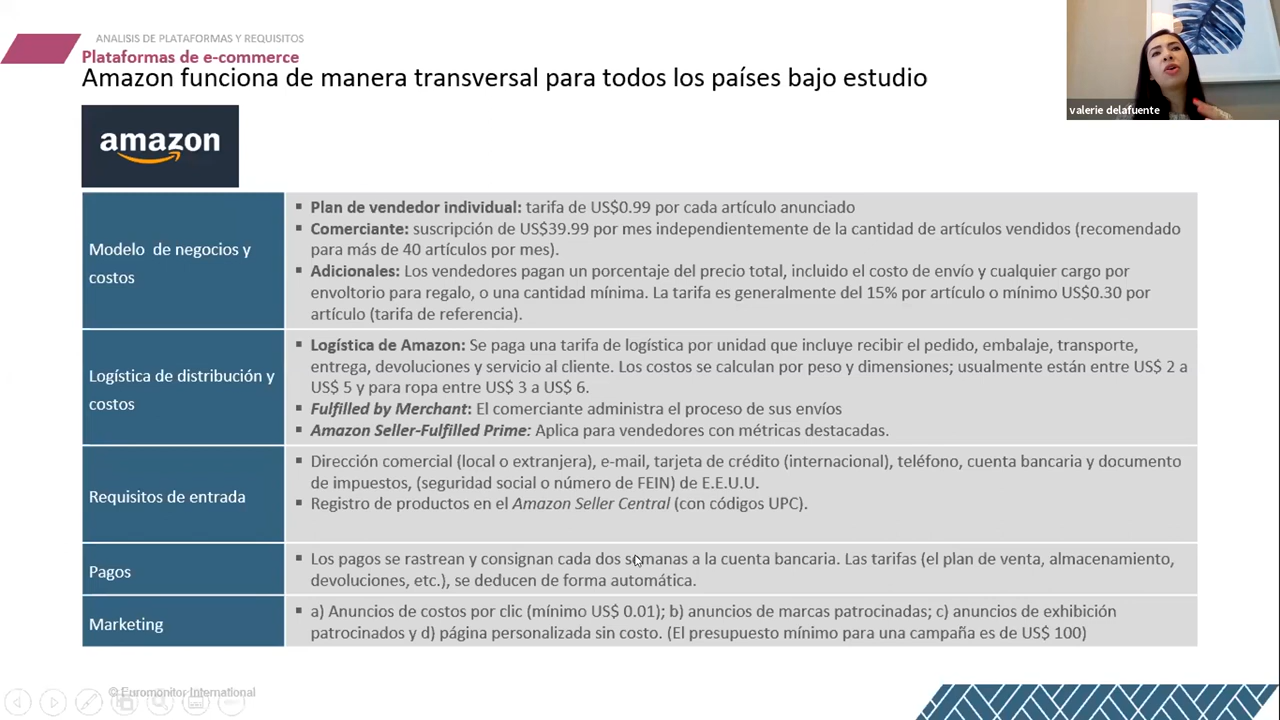 ANALISIS DE PLATAFORMAS Y REQUISITOS
Plataformas de e-commerce
Amazon funciona de manera transversal para todos los países bajo estudio
valerie delafuente
amazon
Modelo de negocios y
costos
▪ Plan de vendedor individual: tarifa de US$0.99 por cada artículo anunciado
▪ Comerciante: suscripción de US$39.99 por mes independientemente de la cantidad de artículos vendidos (recomendado
para más de 40 artículos por mes).
▪ Adicionales: Los vendedores pagan un porcentaje del precio total, incluido el costo de envío y cualquier cargo por
envoltorio para regalo, o una cantidad mínima. La tarifa es generalmente del 15% por artículo o mínimo US$0.30 por
artículo (tarifa de referencia).
Logística de distribución y
costos
▪ Logística de Amazon: Se paga una tarifa de logística por unidad que incluye recibir el pedido, embalaje, transporte,
entrega, devoluciones y servicio al cliente. Los costos se calculan por peso y dimensiones; usualmente están entre US$ 2 a
US$ 5 y para ropa entre US$ 3 a US$ 6.
▪ Fulfilled by Merchant: El comerciante administra el proceso de sus envíos
▪ Amazon Seller-Fulfilled Prime: Aplica para vendedores con métricas destacadas.
Requisitos de entrada
▪ Dirección comercial (local o extranjera), e-mail, tarjeta de crédito (internacional), teléfono, cuenta bancaria y documento
de impuestos, (seguridad social o número de FEIN) de E.E.U.U.
▪ Registro de productos en el Amazon Seller Central (con códigos UPC).
Pagos
▪ Los pagos se rastrean y consignan cada dos semanas a la cuenta bancaria. Las tarifas (el plan de venta, almacenamiento,
devoluciones, etc.), se deducen de forma automática.
Marketing
▪ a) Anuncios de costos por clic (mínimo US$ 0.01); b) anuncios de marcas patrocinadas; c) anuncios de exhibición
patrocinados y d) página personalizada sin costo. (El presupuesto mínimo para una campaña es de US$ 100)
© Euromonitor International